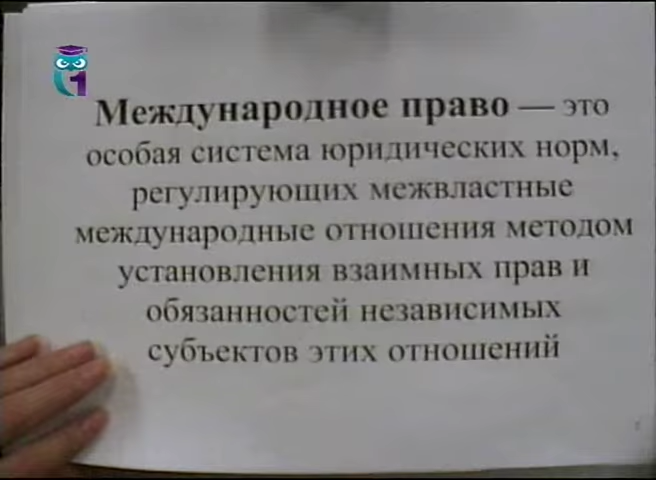 1
Международное право — это
особая система юридических норм,
регулирующих межвластные
международные отношения методом
установления взаимных прав и
обязанностей независимых
субъектов этих отношений